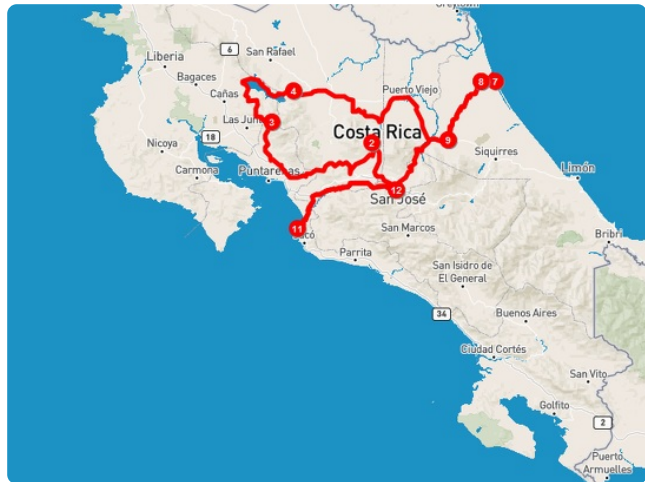 6
San Rafael
Liberia
Bagaces
Puerto Viejo
8
7
4
Cañas
3
Las Jun
Costa Rica
18
2
9
Nicoya
Siquirres
Limón
Carmona
Puntarenas
12
San José
11
San Marcos
Bribri
Parrita
San Isidro de
El General
34
Buenos Aires
Ciudad Cortés
San Vito
Golfito
2
Puerto
Armuelles